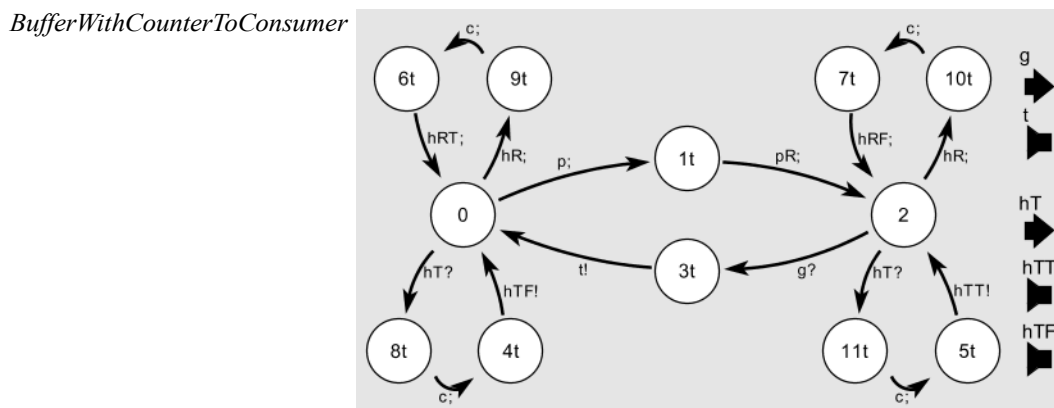 BufferWithCounterToConsumer
c;
6t
9t
hRT;
hR;
c;
7t
10t
hRF;
hR;
p;
1t
pR;
0
2
t!
3t
g?
hT?
hTF!
8t
4t
c;
hT?
hTT!
11t
5t
c;
g
t
hT
hTT
hTF